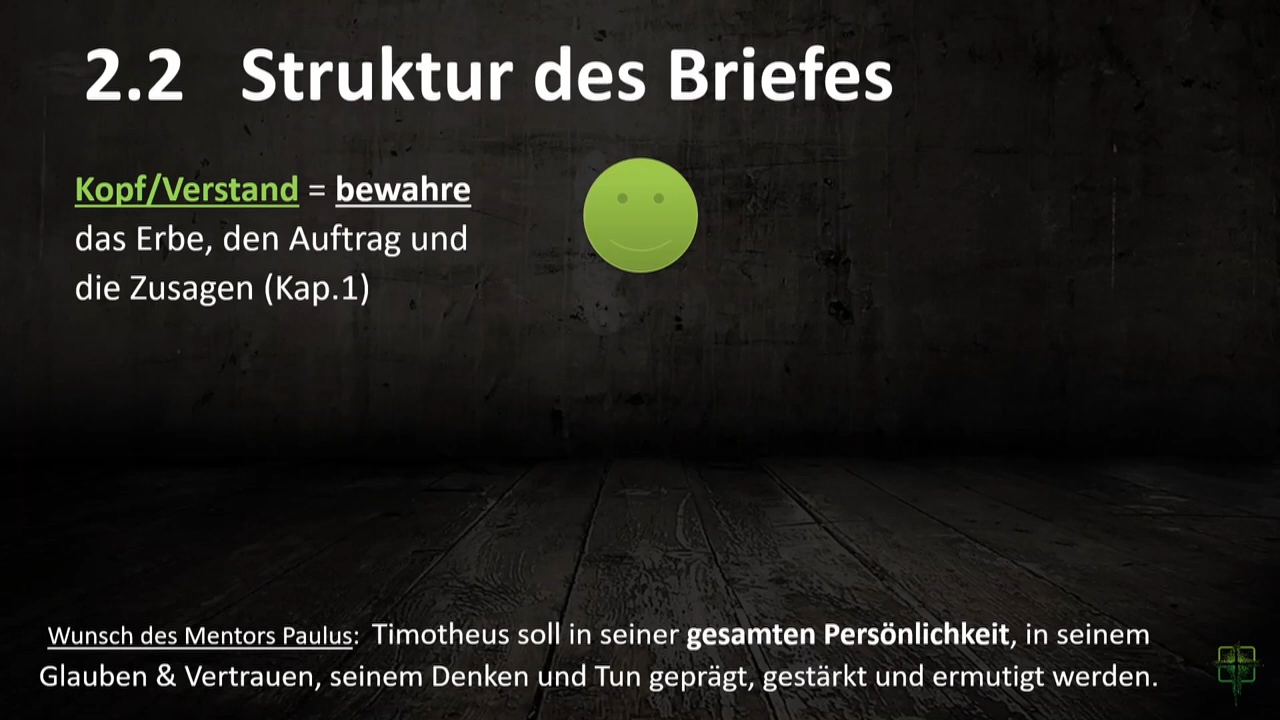 2.2 Struktur des Briefes
Kopf/Verstand = bewahre
das Erbe, den Auftrag und
die Zusagen (Kap.1)
Wunsch des Mentors Paulus: Timotheus soll in seiner gesamten Persönlichkeit, in seinem
Glauben & Vertrauen, seinem Denken und Tun geprägt, gestärkt und ermutigt werden.